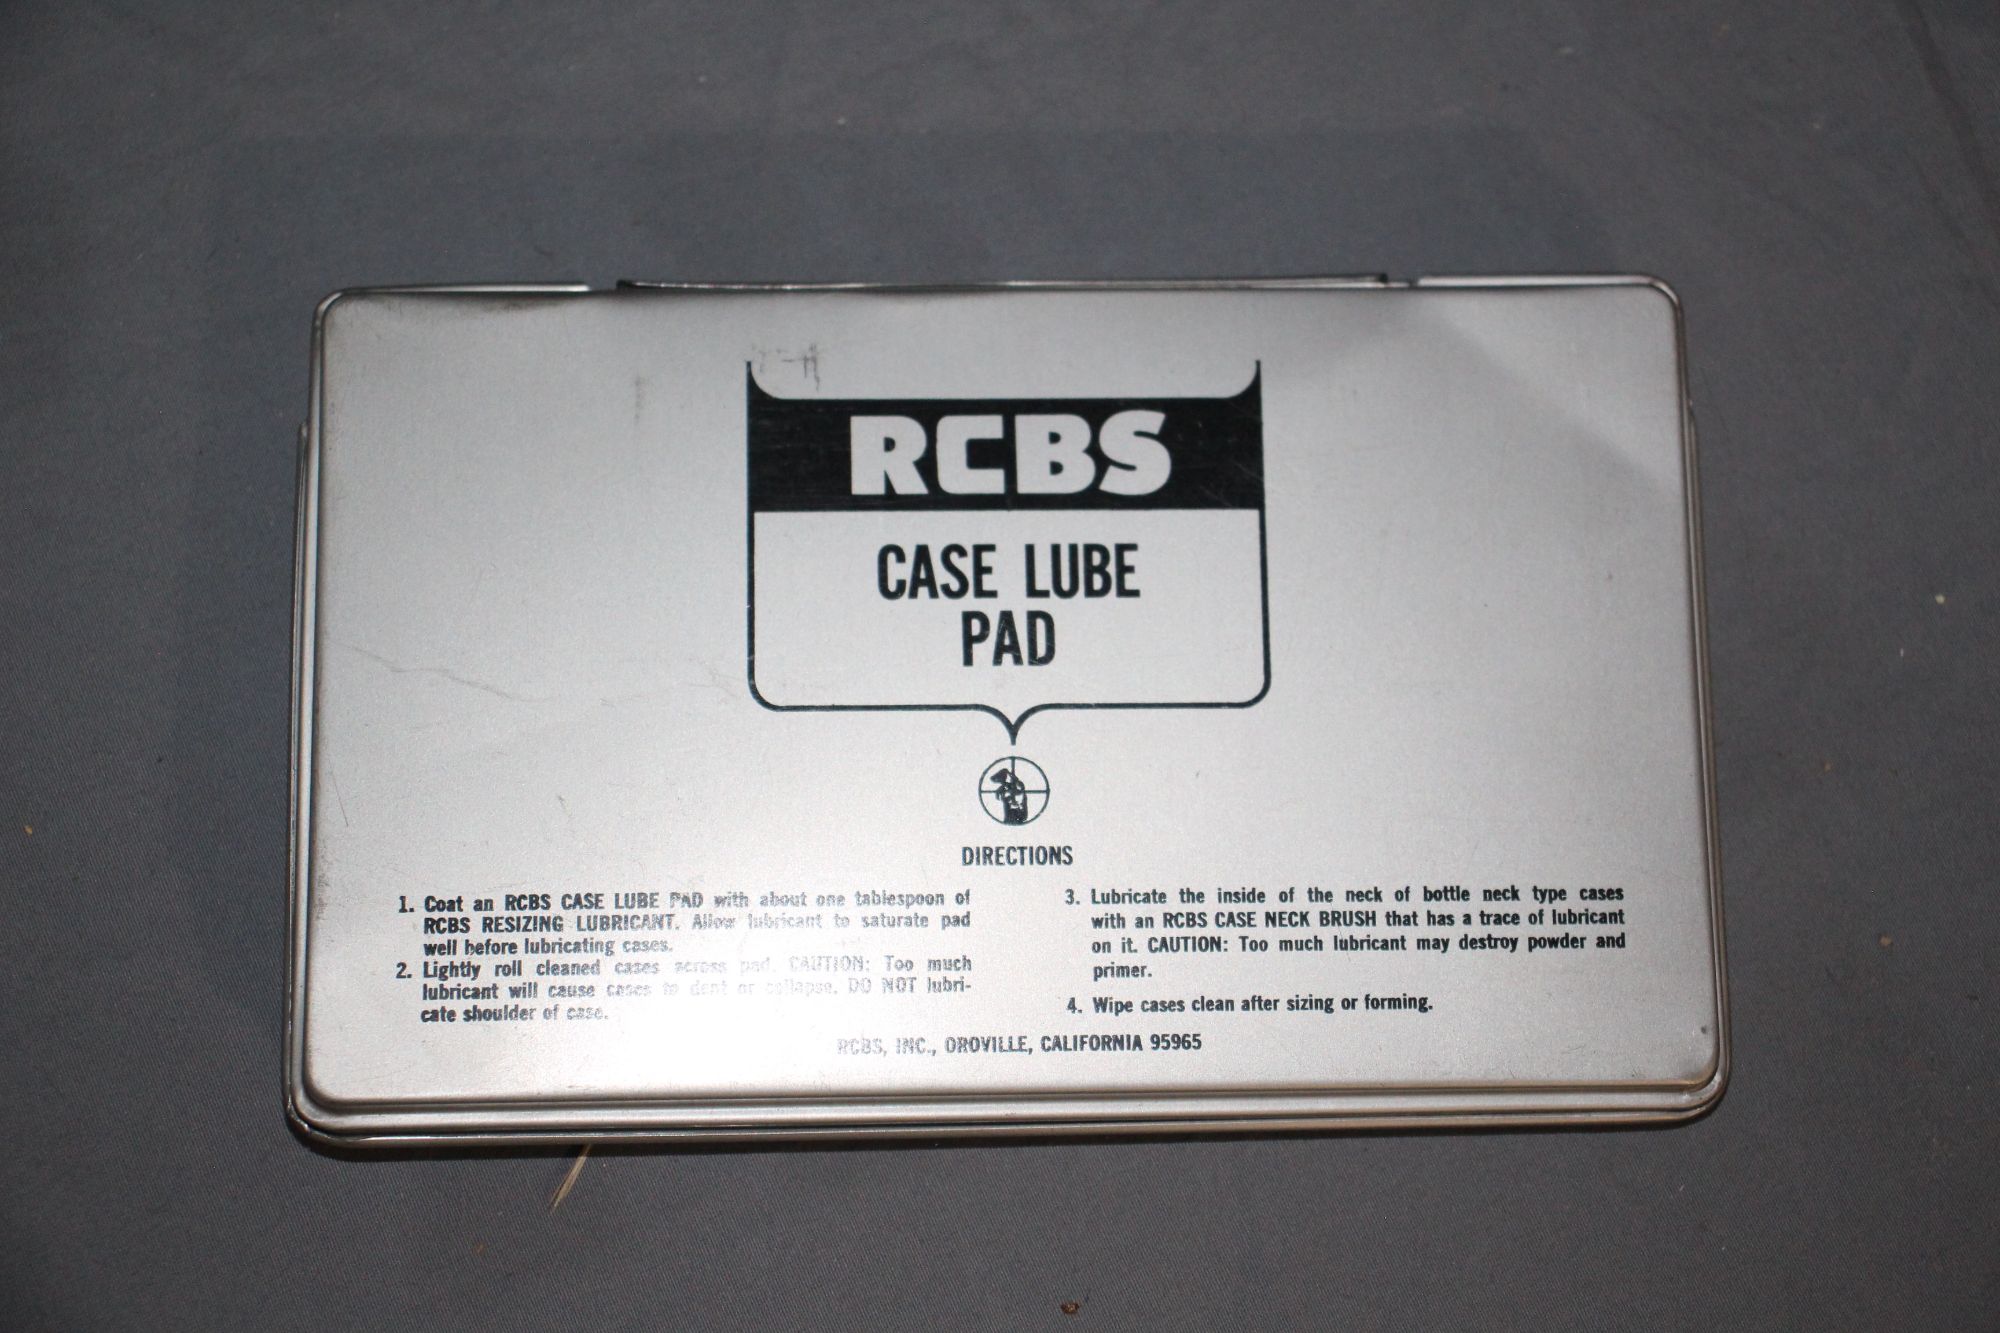 RCBS
CASE LUBE
PAD
DIRECTIONS
1. Coat an RCBS CASE LUBE PAD with about one tablespoon of
RCBS RESIZING LUBRICANT. Allow lubricant to saturate pad
well before lubricating cases.
2. Lightly roll cleaned cases across pad. CAUTION: Too much
lubricant will cause cases to dent or collapse. DO NOT lubri-
cate shoulder of case.
3. Lubricate the inside of the neck of bottle neck type cases
with an RCBS CASE NECK BRUSH that has a trace of lubricant
on it. CAUTION: Too much lubricant may destroy powder and
primer.
4. Wipe cases clean after sizing or forming.
RCBS, INC., OROVILLE, CALIFORNIA 95965